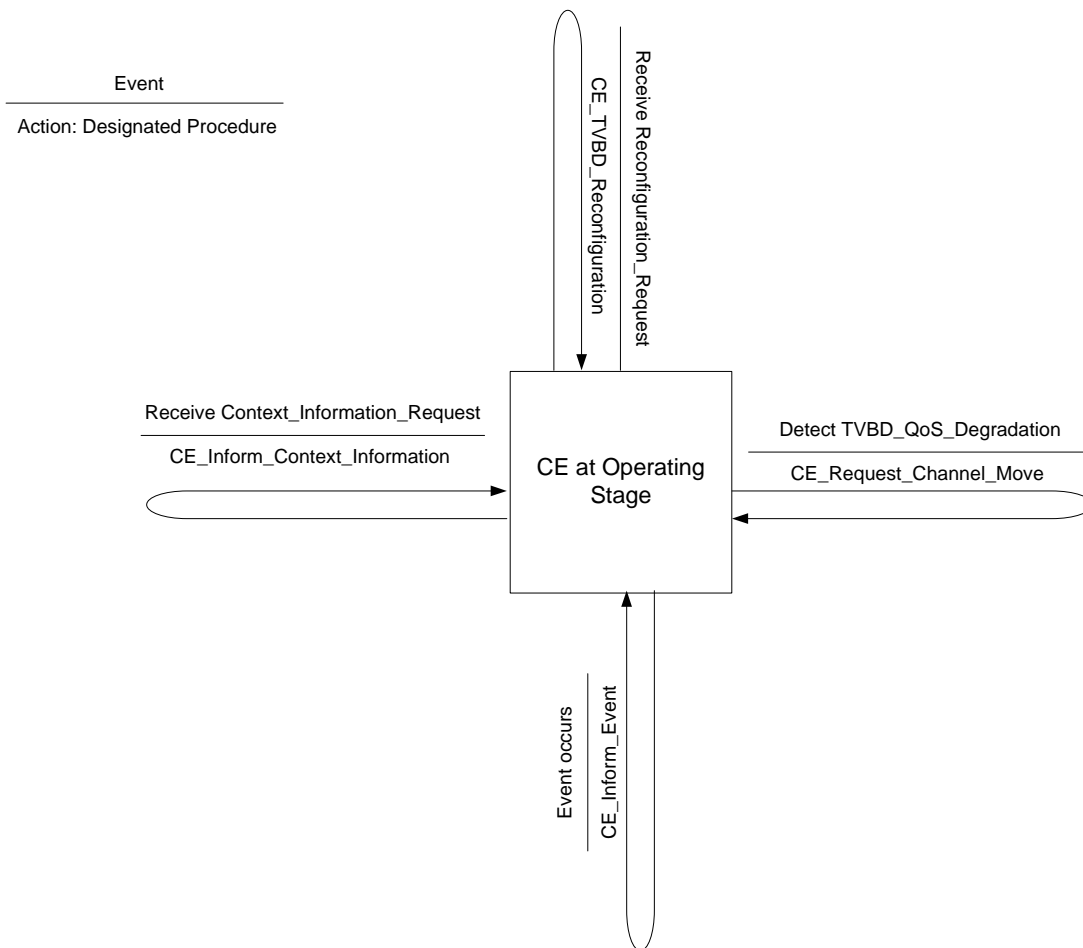 Event
Action: Designated Procedure
Receive Reconfiguration_Request
CE_TVBD_Reconfiguration
Receive Context_Information_Request
CE_Inform_Context_Information
CE at Operating
Stage
Detect TVBD_QoS_Degradation
CE_Request_Channel_Move
Event occurs
CE_Inform_Event